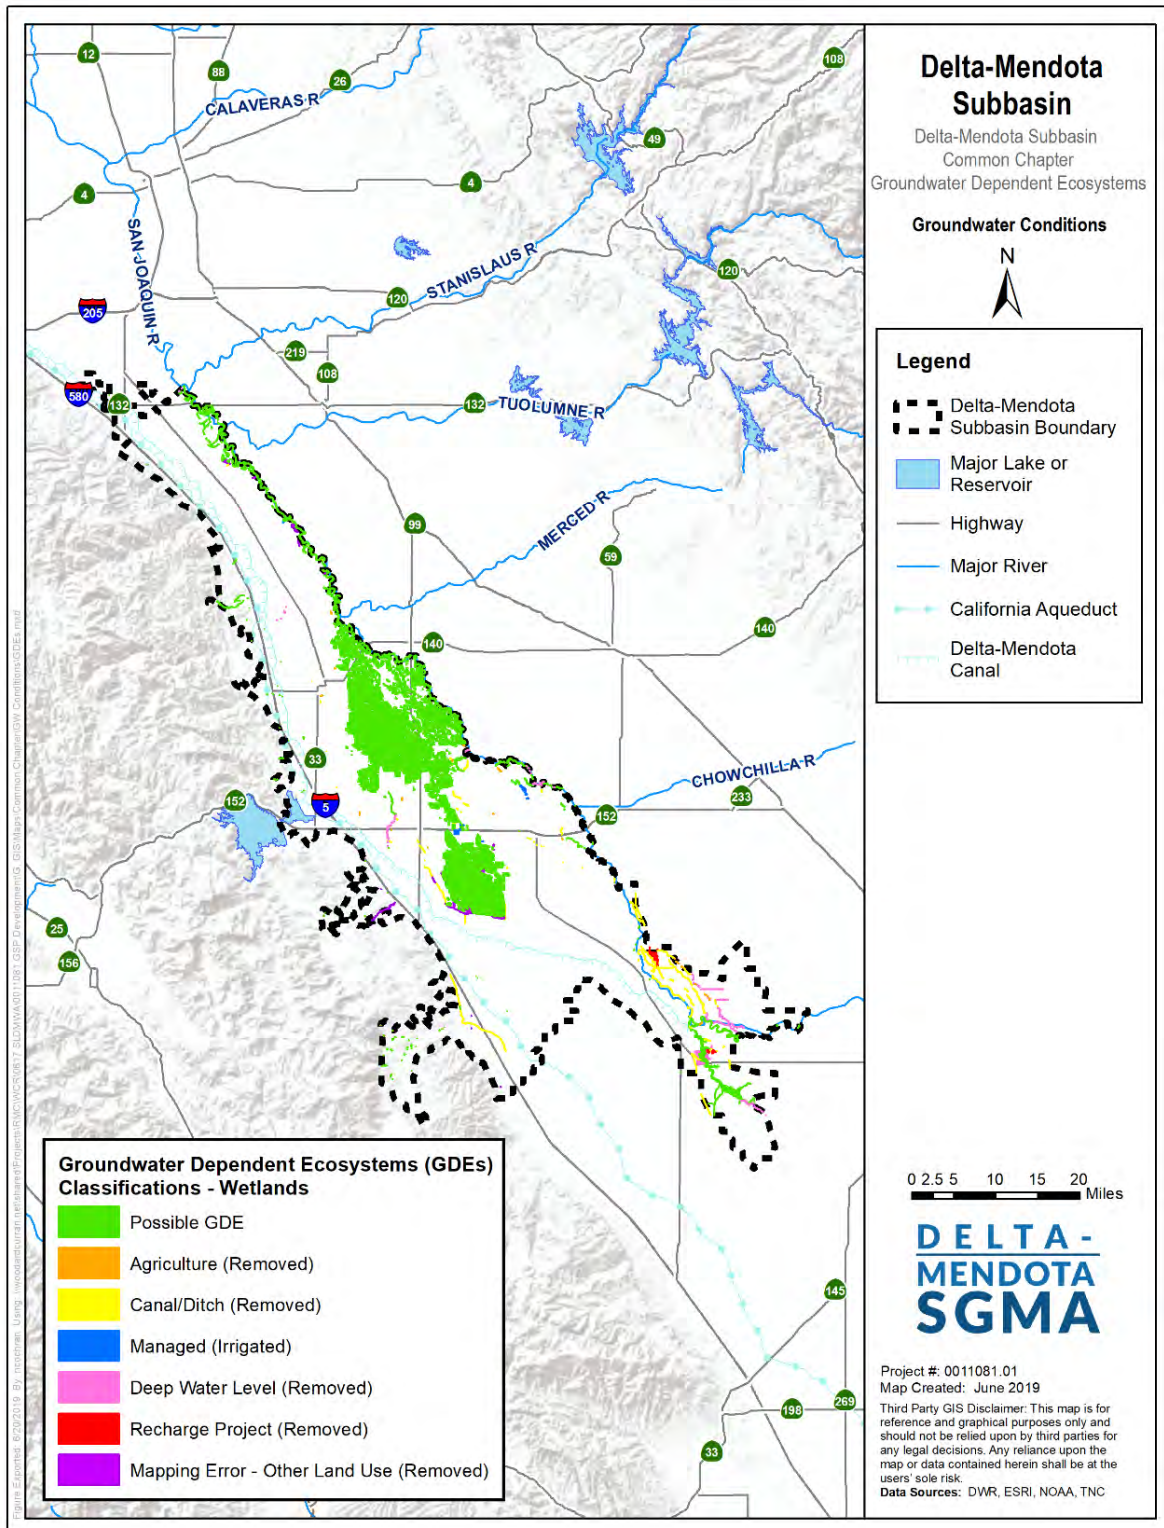 Delta-Mendota
Subbasin
Delta-Mendota Subbasin
Common Chapter
Groundwater Dependent Ecosystems
Groundwater Conditions
N
Legend
Delta-Mendota
Subbasin Boundary
Major Lake or
Reservoir
Highway
Major River
California Aqueduct
Delta-Mendota
Canal
12
88
26
108
CALAVERAS R
49
4
4
SAN JOAQUIN R
STANISLAUS R
120
120
205
219
108
580
132
132
TUOLUMNE R
MERCED R
99
59
140
140
33
CHOWCHILLA R
233
152
5
152
25
156
145
269
198
33
Groundwater Dependent Ecosystems (GDEs)
Classifications - Wetlands
Possible GDE
Agriculture (Removed)
Canal/Ditch (Removed)
Managed (Irrigated)
Deep Water Level (Removed)
Recharge Project (Removed)
Mapping Error - Other Land Use (Removed)
0 2.5 5 10 15 20
Miles
DELTA-
MENDOTA
SGMA
Project #: 0011081.01
Map Created: June 2019
Third Party GIS Disclaimer: This map is for
reference and graphical purposes only and
should not be relied upon by third parties for
any legal decisions. Any reliance upon the
map or data contained herein shall be at the
users' sole risk.
Data Sources: DWR, ESRI, NOAA, TNC
Figure Exported: 6/20/2019 By: ncochran Using: